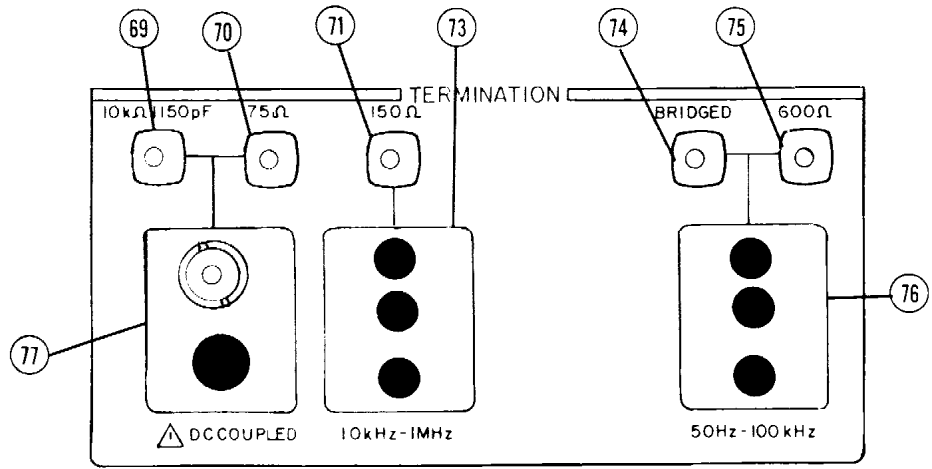 69 70 71 73 74 75
TERMINATION
10kΩ 1150pF 75Ω 150Ω BRIDGED 600Ω
76
77
DC COUPLED 10kHz-1MHz 50Hz-100kHz